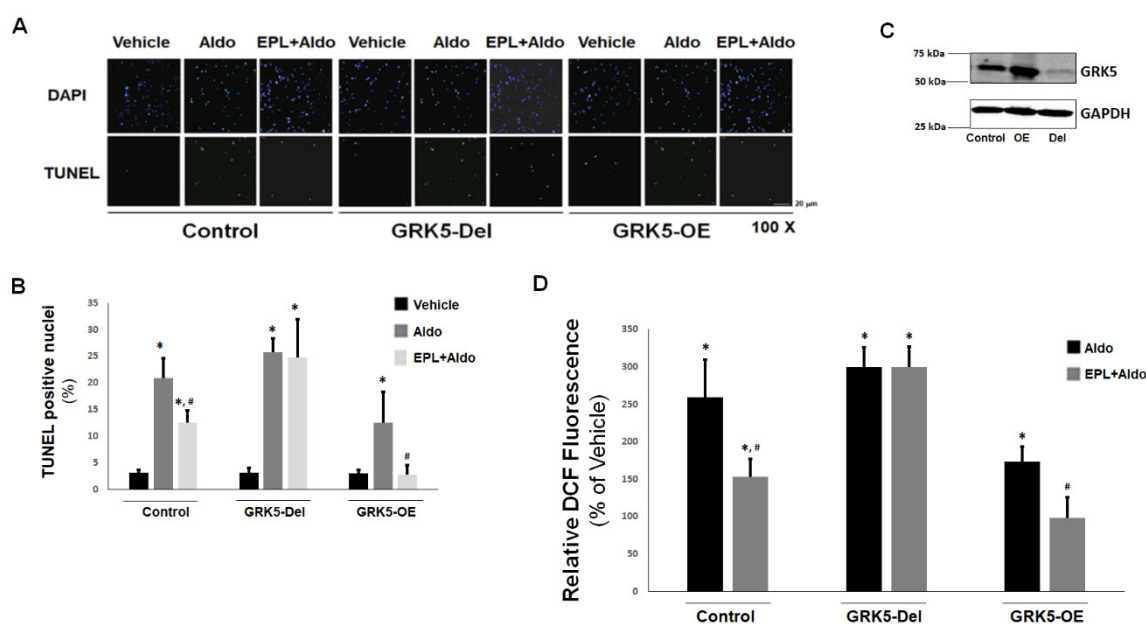 A
Vehicle Aldo EPL+Aldo Vehicle Aldo EPL+Aldo Vehicle Aldo EPL+Aldo
DAPI
TUNEL
20 µm
Control GRK5-Del GRK5-OE 100 X
C
75 kDa
GRK5
50 kDa
GAPDH
25 kDa
Control OE Del
B
TUNEL positive nuclei
(%)
35
30
25
20
15
10
5
0
*
*, #
*
*
*
#
Vehicle
Aldo
EPL+Aldo
Control GRK5-Del GRK5-OE
D
Relative DCF Fluorescence
(% of Vehicle)
350
300
250
200
150
100
50
0
*
*, #
*
*
*
#
Aldo
EPL+Aldo
Control GRK5-Del GRK5-OE